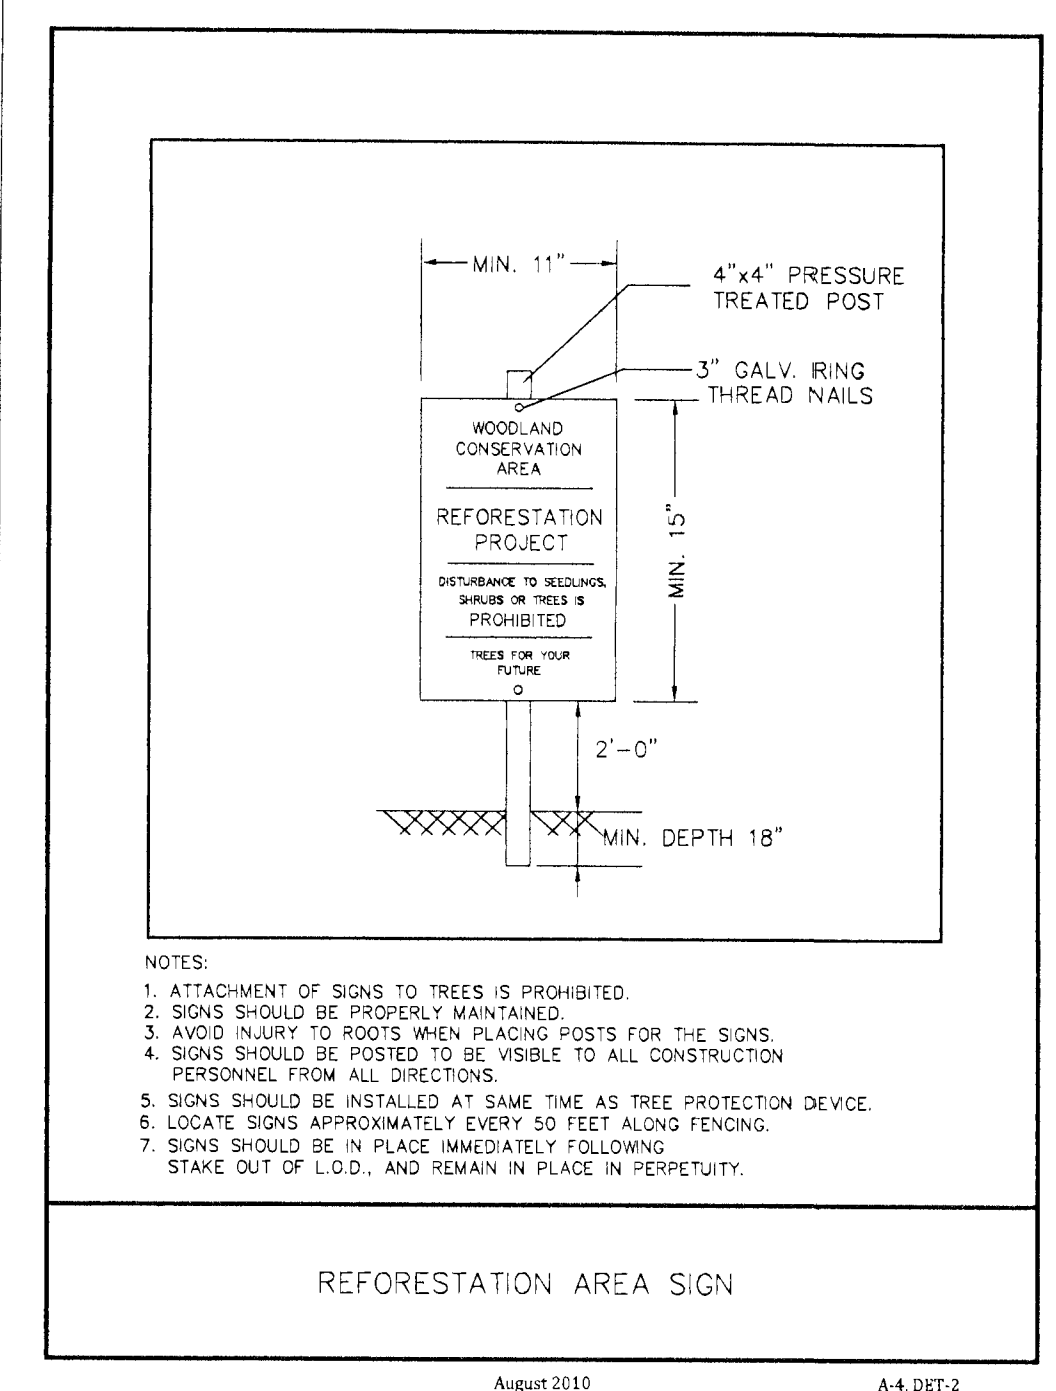 MIN. 11"
4"x4" PRESSURE
TREATED POST
3" GALV. IRING
THREAD NAILS
WOODLAND
CONSERVATION
AREA
REFORESTATION
PROJECT
DISTURBANCE TO SEEDLINGS,
SHRUBS OR TREES IS
PROHIBITED
TREES FOR YOUR
FUTURE
MIN. 15"
2'-0"
MIN. DEPTH 18"
NOTES:
1. ATTACHMENT OF SIGNS TO TREES IS PROHIBITED.
2. SIGNS SHOULD BE PROPERLY MAINTAINED.
3. AVOID INJURY TO ROOTS WHEN PLACING POSTS FOR THE SIGNS.
4. SIGNS SHOULD BE POSTED TO BE VISIBLE TO ALL CONSTRUCTION
PERSONNEL FROM ALL DIRECTIONS.
5. SIGNS SHOULD BE INSTALLED AT SAME TIME AS TREE PROTECTION DEVICE.
6. LOCATE SIGNS APPROXIMATELY EVERY 50 FEET ALONG FENCING.
7. SIGNS SHOULD BE IN PLACE IMMEDIATELY FOLLOWING
STAKE OUT OF L.O.D., AND REMAIN IN PLACE IN PERPETUITY.
REFORESTATION AREA SIGN
August 2010
A-4. DET-2